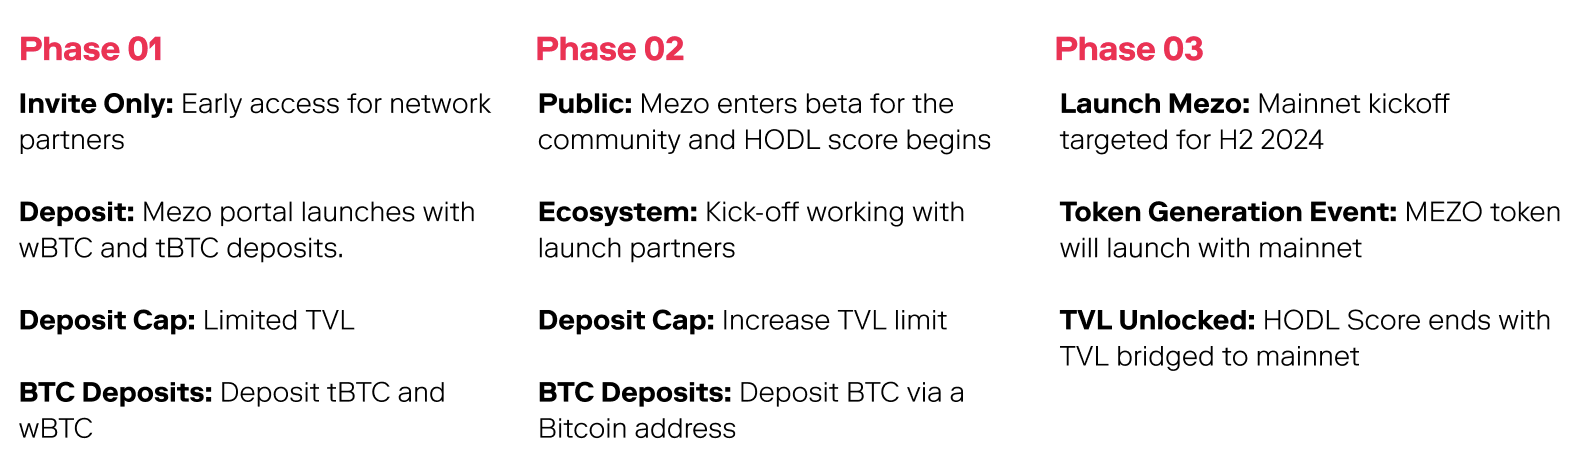 Phase 01
Invite Only: Early access for network
partners
Deposit: Mezo portal launches with
wBTC and tBTC deposits.
Deposit Cap: Limited TVL
BTC Deposits: Deposit tBTC and
wBTC
Phase 02
Public: Mezo enters beta for the
community and HODL score begins
Ecosystem: Kick-off working with
launch partners
Deposit Cap: Increase TVL limit
BTC Deposits: Deposit BTC via a
Bitcoin address
Phase 03
Launch Mezo: Mainnet kickoff
targeted for H2 2024
Token Generation Event: MEZO token
will launch with mainnet
TVL Unlocked: HODL Score ends with
TVL bridged to mainnet